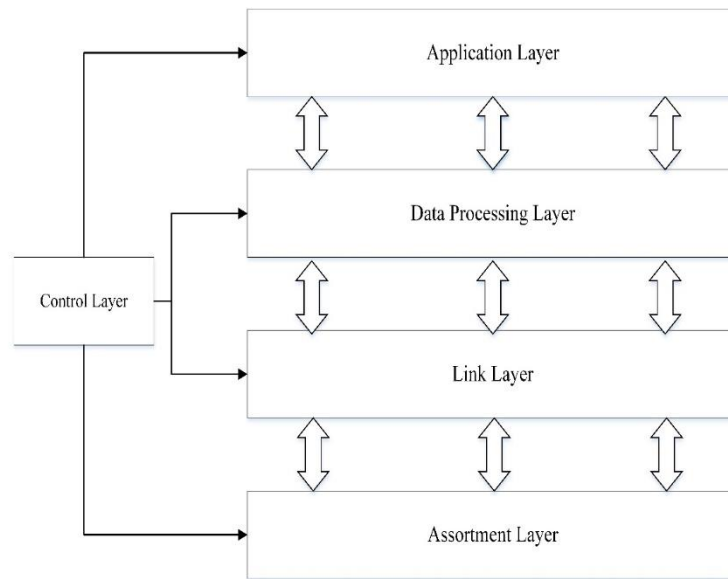 Application Layer
Data Processing Layer
Control Layer
Link Layer
Assortment Layer